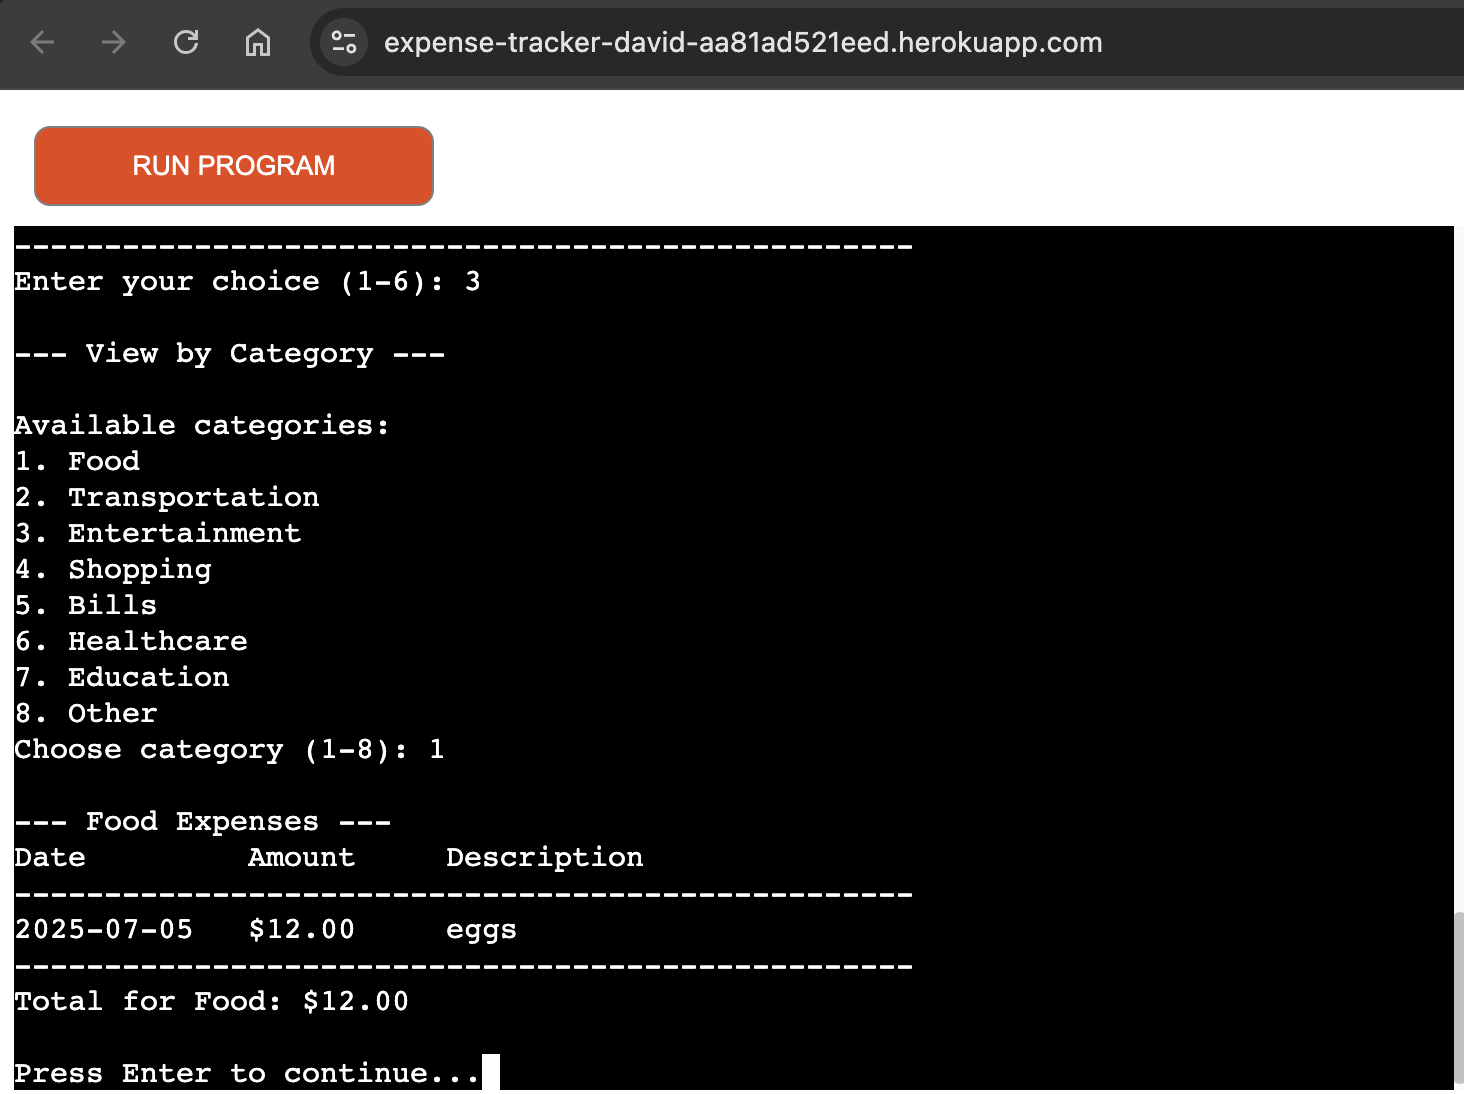 expense-tracker-david-aa81ad521eed.herokuapp.com
RUN PROGRAM
--------------------------------------------------
Enter your choice (1-6): 3
--- View by Category ---
Available categories:
1. Food
2. Transportation
3. Entertainment
4. Shopping
5. Bills
6. Healthcare
7. Education
8. Other
Choose category (1-8): 1
--- Food Expenses ---
Date         Amount     Description
--------------------------------------------------
2025-07-05   $12.00     eggs
--------------------------------------------------
Total for Food: $12.00
Press Enter to continue...